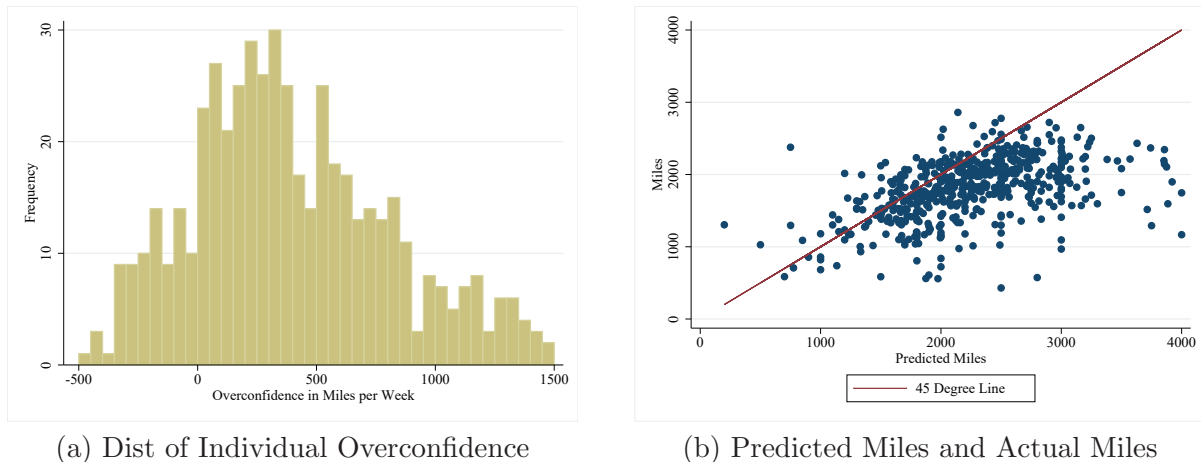 30
20
10
0
Frequency
-500 0 500 1000 1500
Overconfidence in Miles per Week
(a) Dist of Individual Overconfidence
4000
3000
2000
1000
0
Miles
0 1000 2000 3000 4000
Predicted Miles
45 Degree Line
(b) Predicted Miles and Actual Miles